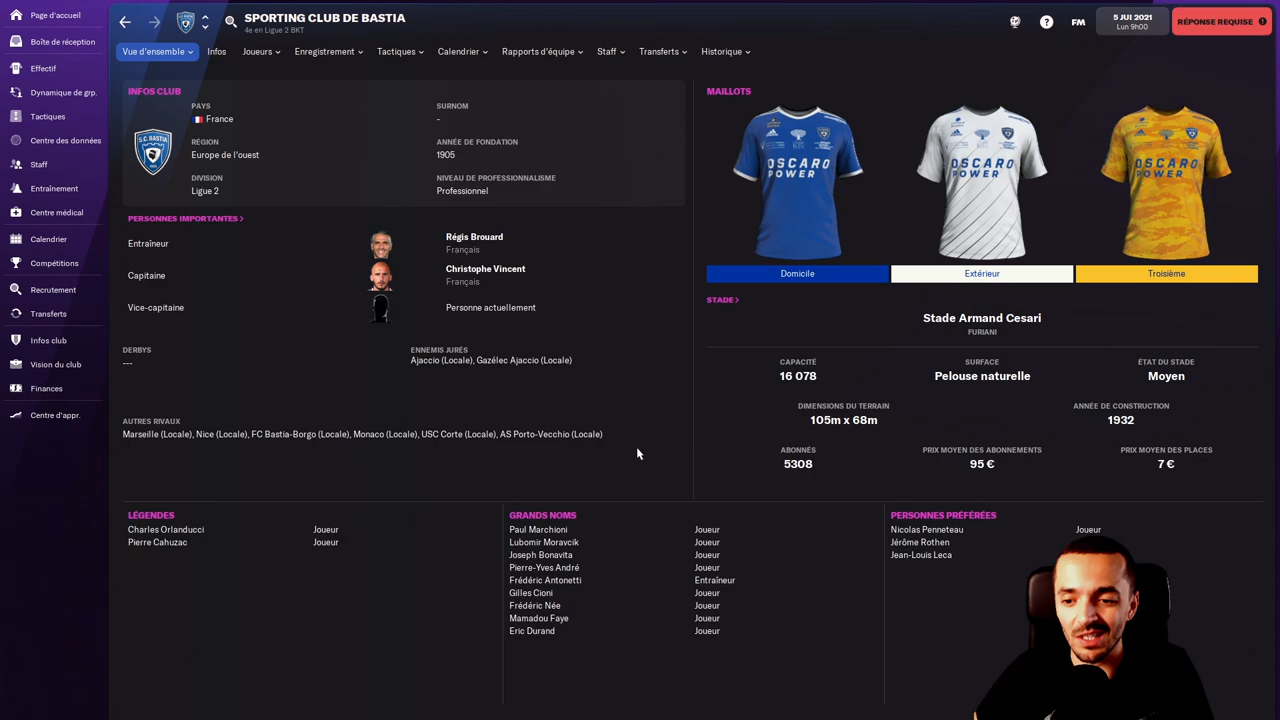 Page d'accueil
Boîte de réception
Effectif
Dynamique de grp.
Tactiques
Centre des données
Staff
Entraînement
Centre médical
Calendrier
Compétitions
Recrutement
Transferts
Infos club
Vision du club
Finances
Centre d'appr.
SPORTING CLUB DE BASTIA
4e en Ligue 2 BKT
? FM
5 JUI 2021
Lun 9h00
RÉPONSE REQUISE
Vue d'ensemble Infos Joueurs Enregistrement Tactiques Calendrier Rapports d'équipe Staff Transferts Historique
INFOS CLUB
S.C. BASTIA
PAYS
France
SURNOM
-
RÉGION
Europe de l'ouest
ANNÉE DE FONDATION
1905
DIVISION
Ligue 2
NIVEAU DE PROFESSIONNALISME
Professionnel
PERSONNES IMPORTANTES >
Entraîneur
Régis Brouard
Français
Capitaine
Christophe Vincent
Français
Vice-capitaine
Personne actuellement
DERBYS
---
ENNEMIS JURÉS
Ajaccio (Locale), Gazélec Ajaccio (Locale)
AUTRES RIVAUX
Marseille (Locale), Nice (Locale), FC Bastia-Borgo (Locale), Monaco (Locale), USC Corte (Locale), AS Porto-Vecchio (Locale)
MAILLOTS
OSCARO
POWER
OSCARO
POWER
OSCARO
POWER
Domicile
Extérieur
Troisième
STADE >
Stade Armand Cesari
FURIANI
CAPACITÉ
16 078
SURFACE
Pelouse naturelle
ÉTAT DU STADE
Moyen
DIMENSIONS DU TERRAIN
105m x 68m
ANNÉE DE CONSTRUCTION
1932
ABONNÉS
5308
PRIX MOYEN DES ABONNEMENTS
95 €
PRIX MOYEN DES PLACES
7 €
LÉGENDES
Charles Orlanducci Joueur
Pierre Cahuzac Joueur
GRANDS NOMS
Paul Marchioni Joueur
Lubomir Moravcik Joueur
Joseph Bonavita Joueur
Pierre-Yves André Joueur
Frédéric Antonetti Entraîneur
Gilles Cioni Joueur
Frédéric Née Joueur
Mamadou Faye Joueur
Eric Durand Joueur
PERSONNES PRÉFÉRÉES
Nicolas Penneteau Joueur
Jérôme Rothen
Jean-Louis Leca